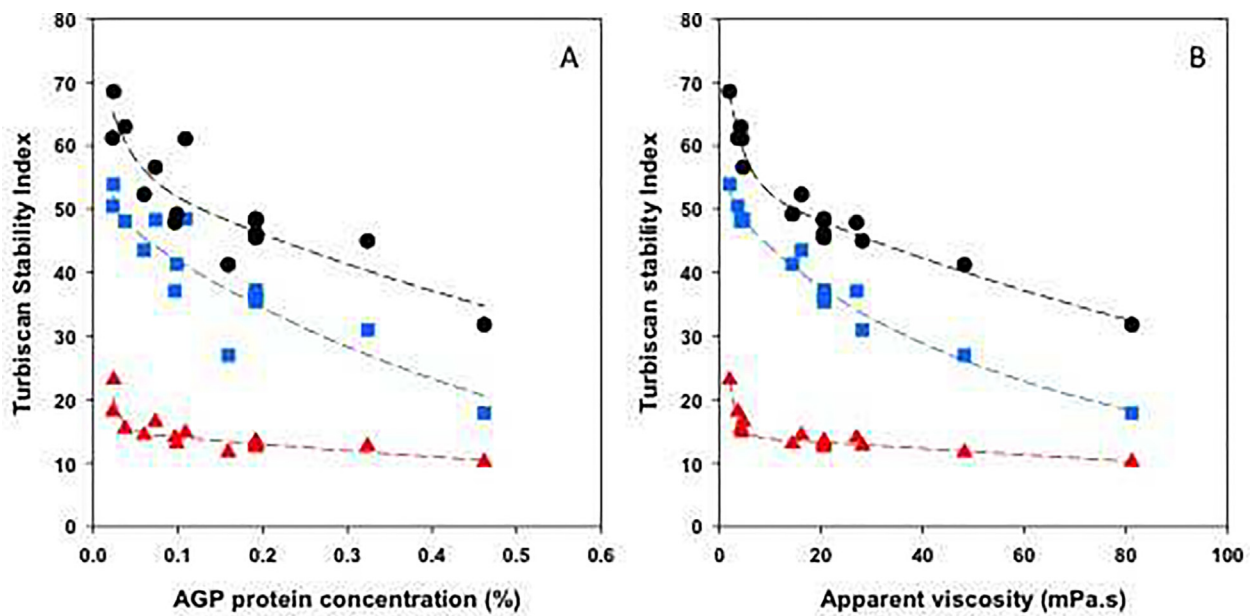 A
Turbiscan Stability Index
80
70
60
50
40
30
20
10
0
0.0 0.1 0.2 0.3 0.4 0.5 0.6
AGP protein concentration (%)
B
Turbiscan stability Index
80
70
60
50
40
30
20
10
0
0 20 40 60 80 100
Apparent viscosity (mPa.s)